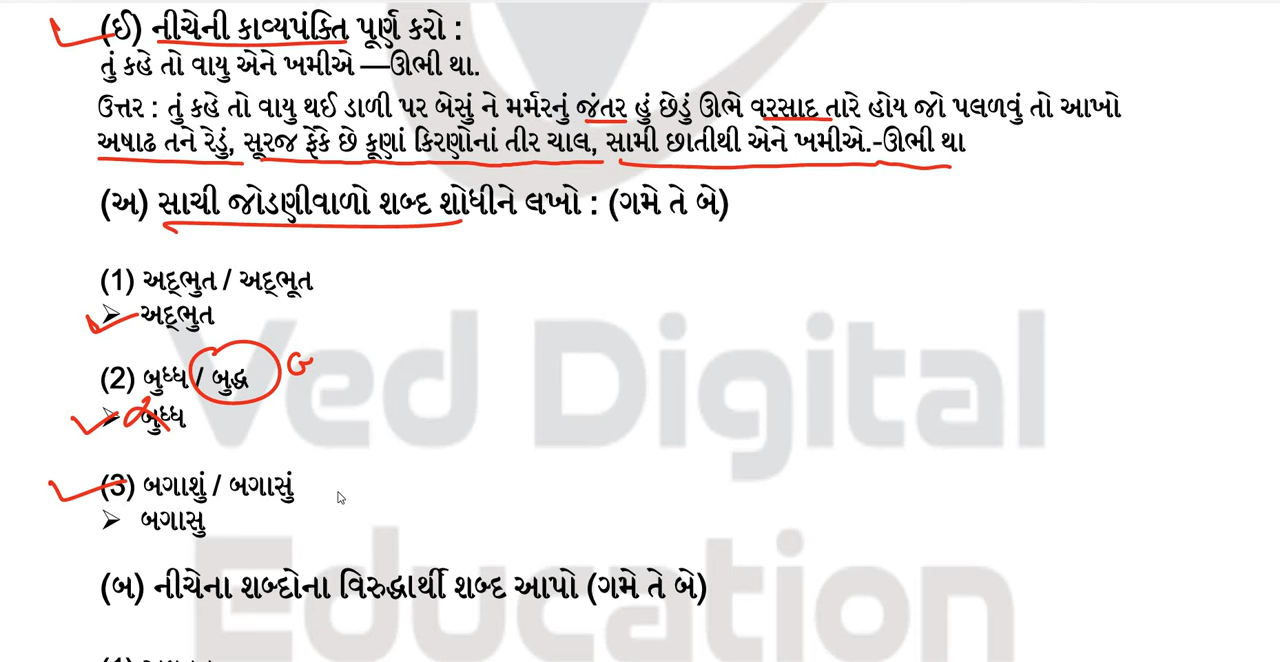 (ઈ) નીચેની કાવ્યપંક્તિ પૂર્ણ કરો :
તું કહે તો વાયુ એને ખમીએ —ઊભી થા.
ઉત્તર : તું કહે તો વાયુ થઈ ડાળી પર બેસું ને મર્મરનું જંતર હું છેડું ઊભે વરસાદ તારે હોય જો પલળવું તો આખો
અષાઢ તને રેડું, સૂરજ ફેંકે છે કૂણાં કિરણોનાં તીર ચાલ, સામી છાતીથી એને ખમીએ.-ઊભી થા
(અ) સાચી જોડણીવાળો શબ્દ શોધીને લખો : (ગમે તે બે)
(1) અદ્ભુત / અદ્ભૂત
➢ અદ્ભુત
(2) બુધ્ધ / બુદ્ધ
➢ બુધ્ધ
(3) બગાશું / બગાસું
➢ બગાસુ
(બ) નીચેના શબ્દોના વિરુદ્ધાર્થી શબ્દ આપો (ગમે તે બે)
Ved Digital
Education